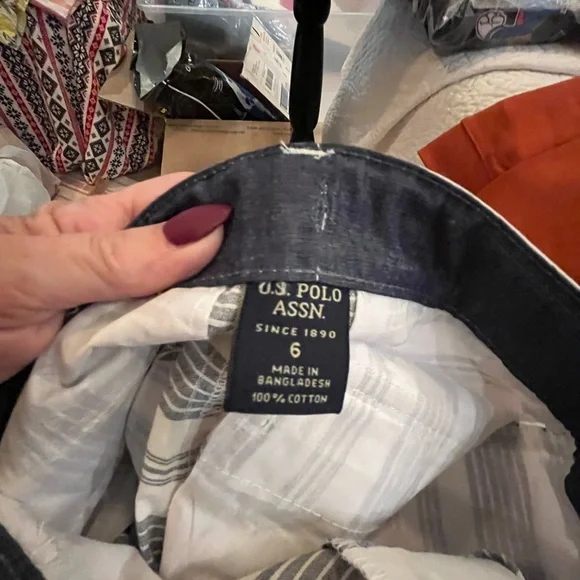 U.S. POLO
ASSN.
SINCE 1890
6
MADE IN
BANGLADESH
100% COTTON